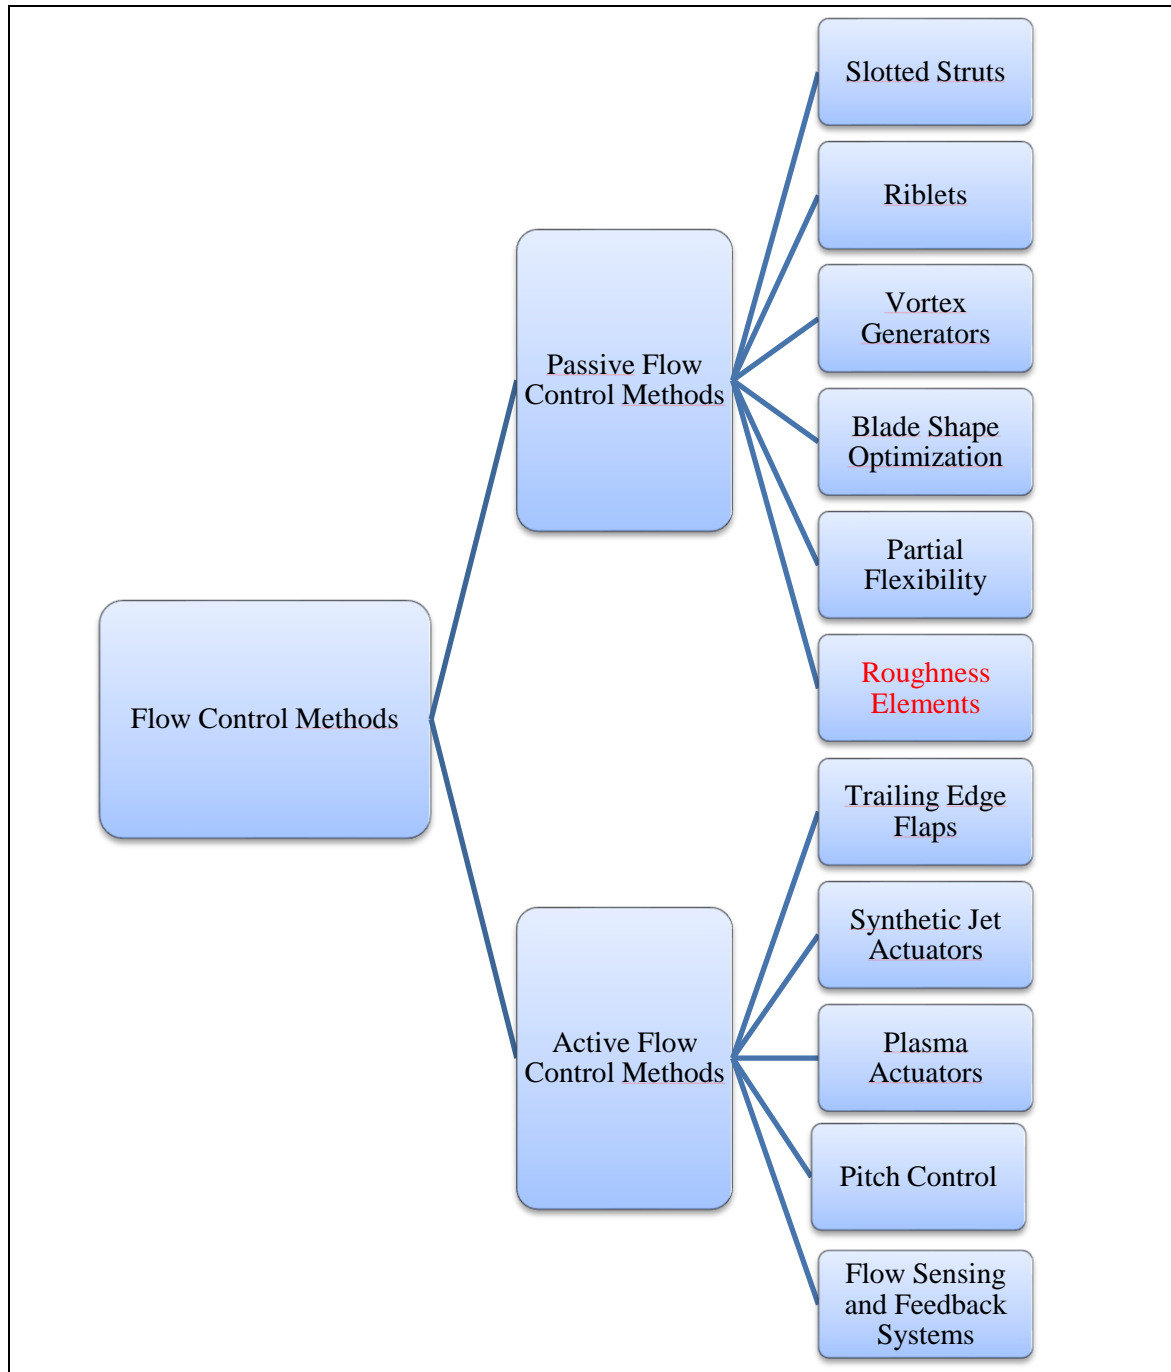 Flow Control Methods
Passive Flow
Control Methods
Slotted Struts
Riblets
Vortex
Generators
Blade Shape
Optimization
Partial
Flexibility
Roughness
Elements
Active Flow
Control Methods
Trailing Edge
Flaps
Synthetic Jet
Actuators
Plasma
Actuators
Pitch Control
Flow Sensing
and Feedback
Systems